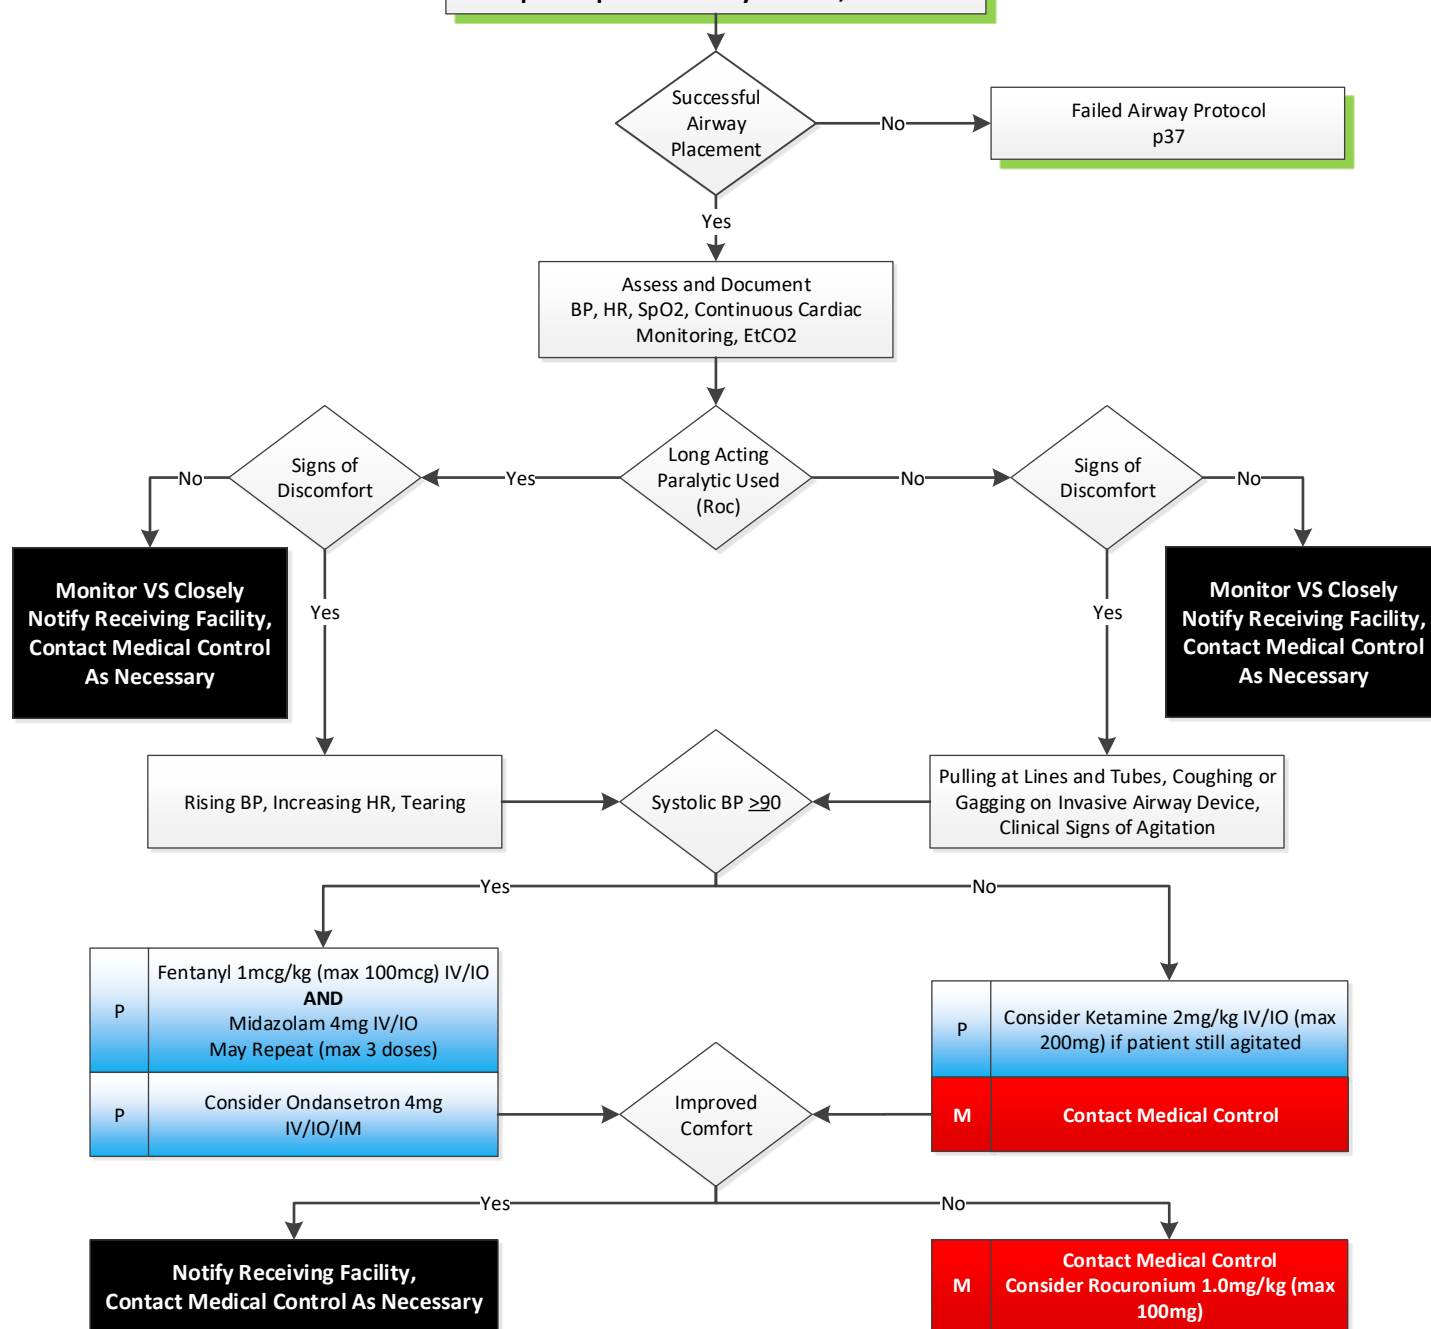 Successful
Airway
Placement
No
Failed Airway Protocol
p37
Yes
Assess and Document
BP, HR, SpO2, Continuous Cardiac
Monitoring, EtCO2
Long Acting
Paralytic Used
(Roc)
Yes
No
Signs of
Discomfort
No
Signs of
Discomfort
No
Monitor VS Closely
Notify Receiving Facility,
Contact Medical Control
As Necessary
Yes
Yes
Monitor VS Closely
Notify Receiving Facility,
Contact Medical Control
As Necessary
Rising BP, Increasing HR, Tearing
Systolic BP >90
Pulling at Lines and Tubes, Coughing or
Gagging on Invasive Airway Device,
Clinical Signs of Agitation
Yes
No
P
Fentanyl 1mcg/kg (max 100mcg) IV/IO
AND
Midazolam 4mg IV/IO
May Repeat (max 3 doses)
P
Consider Ondansetron 4mg
IV/IO/IM
P
Consider Ketamine 2mg/kg IV/IO (max
200mg) if patient still agitated
M
Contact Medical Control
Improved
Comfort
Yes
No
Notify Receiving Facility,
Contact Medical Control As Necessary
M
Contact Medical Control
Consider Rocuronium 1.0mg/kg (max
100mg)